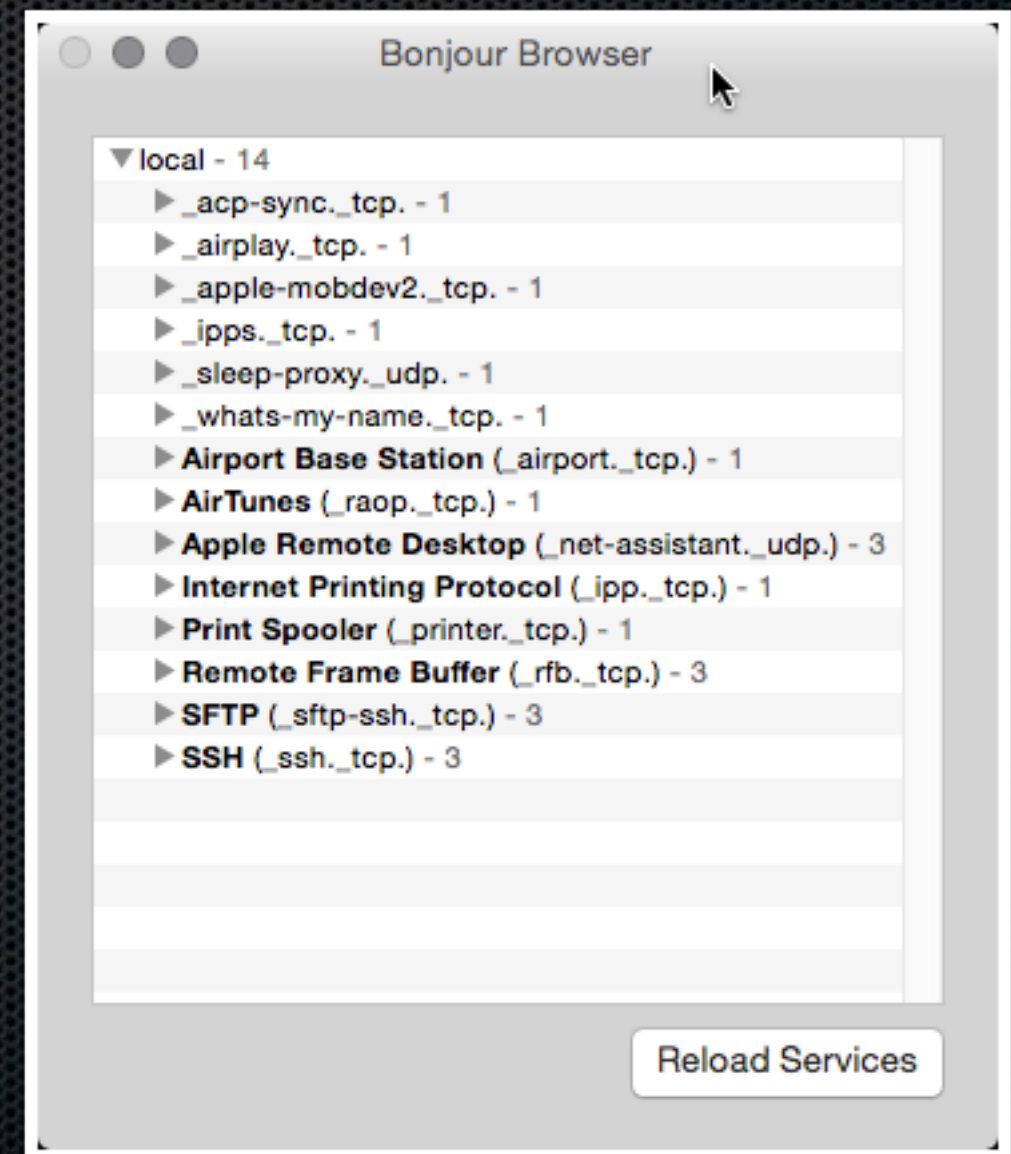 Bonjour Browser
local - 14
_acp-sync._tcp. - 1
_airplay._tcp. - 1
_apple-mobdev2._tcp. - 1
_ipps._tcp. - 1
_sleep-proxy._udp. - 1
_whats-my-name._tcp. - 1
Airport Base Station (_airport._tcp.) - 1
AirTunes (_raop._tcp.) - 1
Apple Remote Desktop (_net-assistant._udp.) - 3
Internet Printing Protocol (_ipp._tcp.) - 1
Print Spooler (_printer._tcp.) - 1
Remote Frame Buffer (_rfb._tcp.) - 3
SFTP (_sftp-ssh._tcp.) - 3
SSH (_ssh._tcp.) - 3
Reload Services